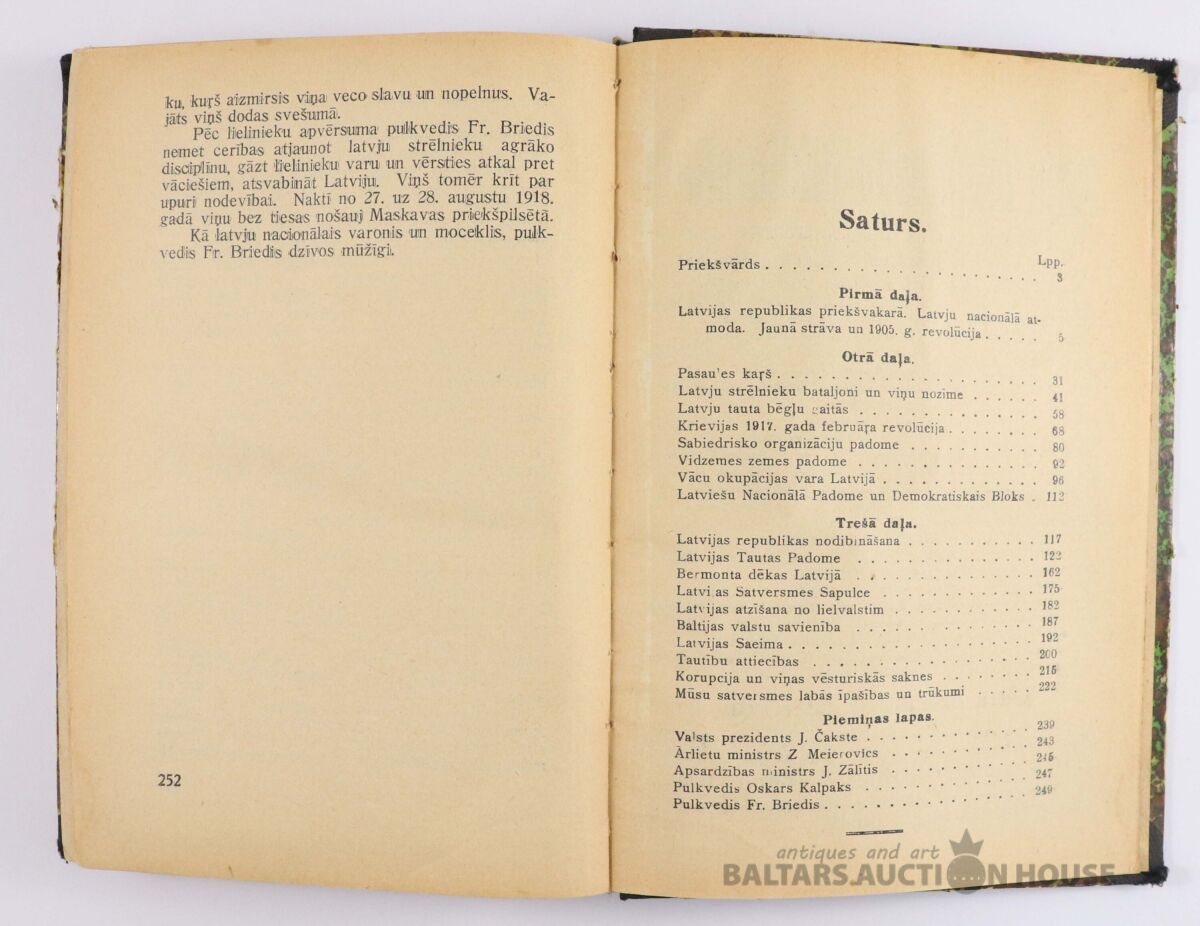 ku, kuŗš aizmirsis viņa veco slavu un nopelnus. Va-
jāts viņš dodas svešumā.
Pēc lielinieku apvērsuma pulkvedis Fr. Briedis
nemet cerības atjaunot latvju strēlnieku agrāko
disciplīnu, gāzt lielinieku varu un vērsties atkal pret
vāciešiem, atsvabināt Latviju. Viņš tomēr krīt par
upuri nodevībai. Naktī no 27. uz 28. augustu 1918.
gadā viņu bez tiesas nošauj Maskavas priekšpilsētā.
Kā latvju nacionālais varonis un moceklis, pulk-
vedis Fr. Briedis dzīvos mūžīgi.
252
Saturs.
Lpp.
Priekšvārds . . . . . . . . . . . . . . . . . . . . 3
Pirmā daļa.
Latvijas republikas priekšvakarā. Latvju nacionālā at-
moda. Jaunā strāva un 1905. g. revolūcija . . . . . 5
Otrā daļa.
Pasau'es kaŗš . . . . . . . . . . . . . . . . . . . 31
Latvju strēlnieku bataljoni un viņu nozīme . . . . . . 41
Latvju tauta bēgļu gaitās . . . . . . . . . . . . . 58
Krievijas 1917. gada februāŗa revolūcija . . . . . . . 68
Sabiedrisko organizāciju padome . . . . . . . . . . 80
Vidzemes zemes padome . . . . . . . . . . . . . 92
Vācu okupācijas vara Latvijā . . . . . . . . . . . . 96
Latviešu Nacionālā Padome un Demokratiskais Bloks . 112
Trešā daļa.
Latvijas republikas nodibināšana . . . . . . . . . . . 117
Latvijas Tautas Padome . . . . . . . . . . . . . . 122
Bermonta dēkas Latvijā . . . . . . . . . . . . . . 162
Latvijas Satversmes Sapulce . . . . . . . . . . . . 175
Latvijas atzīšana no lielvalstim . . . . . . . . . . . 182
Baltijas valstu savienība . . . . . . . . . . . . . . 187
Latvijas Saeima . . . . . . . . . . . . . . . . . . 192
Tautību attiecības . . . . . . . . . . . . . . . . . 200
Korupcija un viņas vēsturiskās saknes . . . . . . . . 215
Mūsu satversmes labās īpašības un trūkumi . . . . . 222
Piemiņas lapas.
Valsts prezidents J. Čakste . . . . . . . . . . . . . 239
Ārlietu ministrs Z Meierovics . . . . . . . . . . . . 243
Apsardzības ministrs J. Zālītis . . . . . . . . . . . 245
Pulkvedis Oskars Kalpaks . . . . . . . . . . . . . 247
Pulkvedis Fr. Briedis . . . . . . . . . . . . . . . . 249
antiques and art
BALTARS AUCTION HOUSE